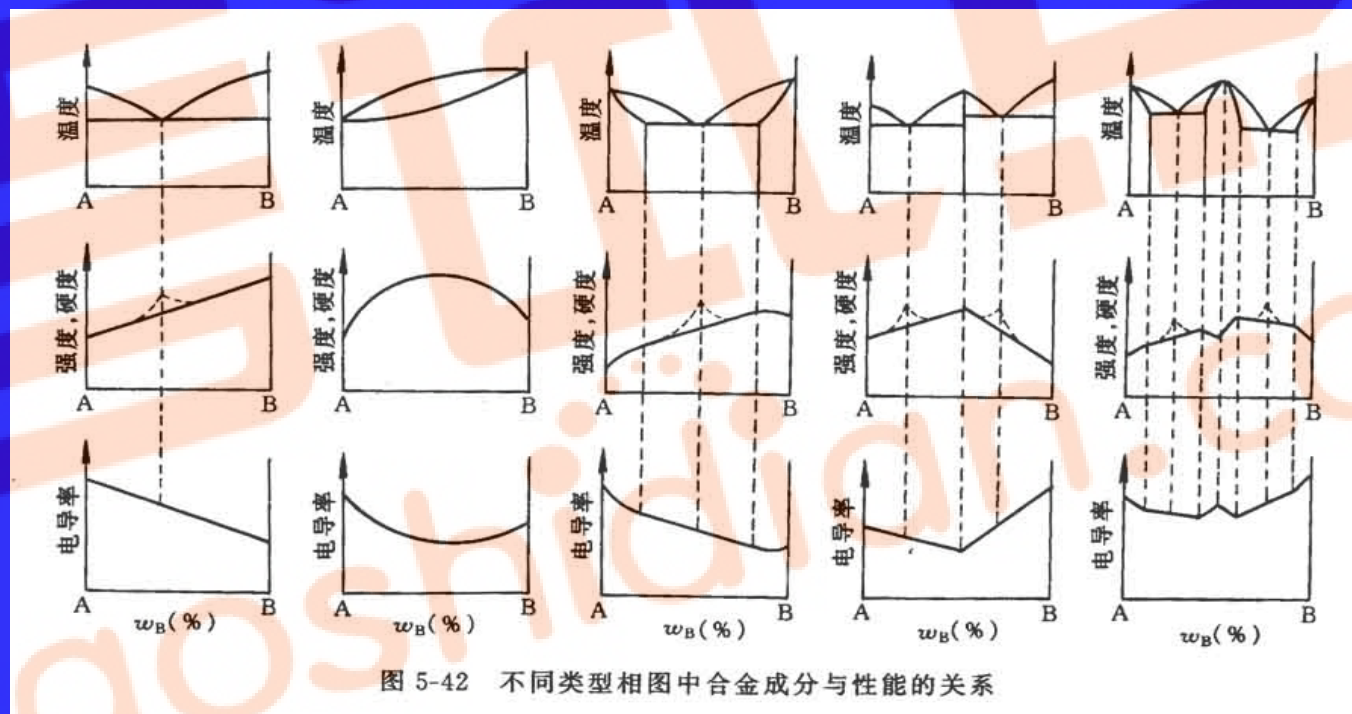 温度 温度 温度 温度 温度
A B A B A B A B A B
强度,硬度 强度,硬度 强度,硬度 强度,硬度 强度,硬度
A B A B A B A B A B
电导率 电导率 电导率 电导率 电导率
A B A B A B A B A B
wB(%) wB(%) wB(%) wB(%) wB(%)
图 5-42 不同类型相图中合金成分与性能的关系
aoshidian.co